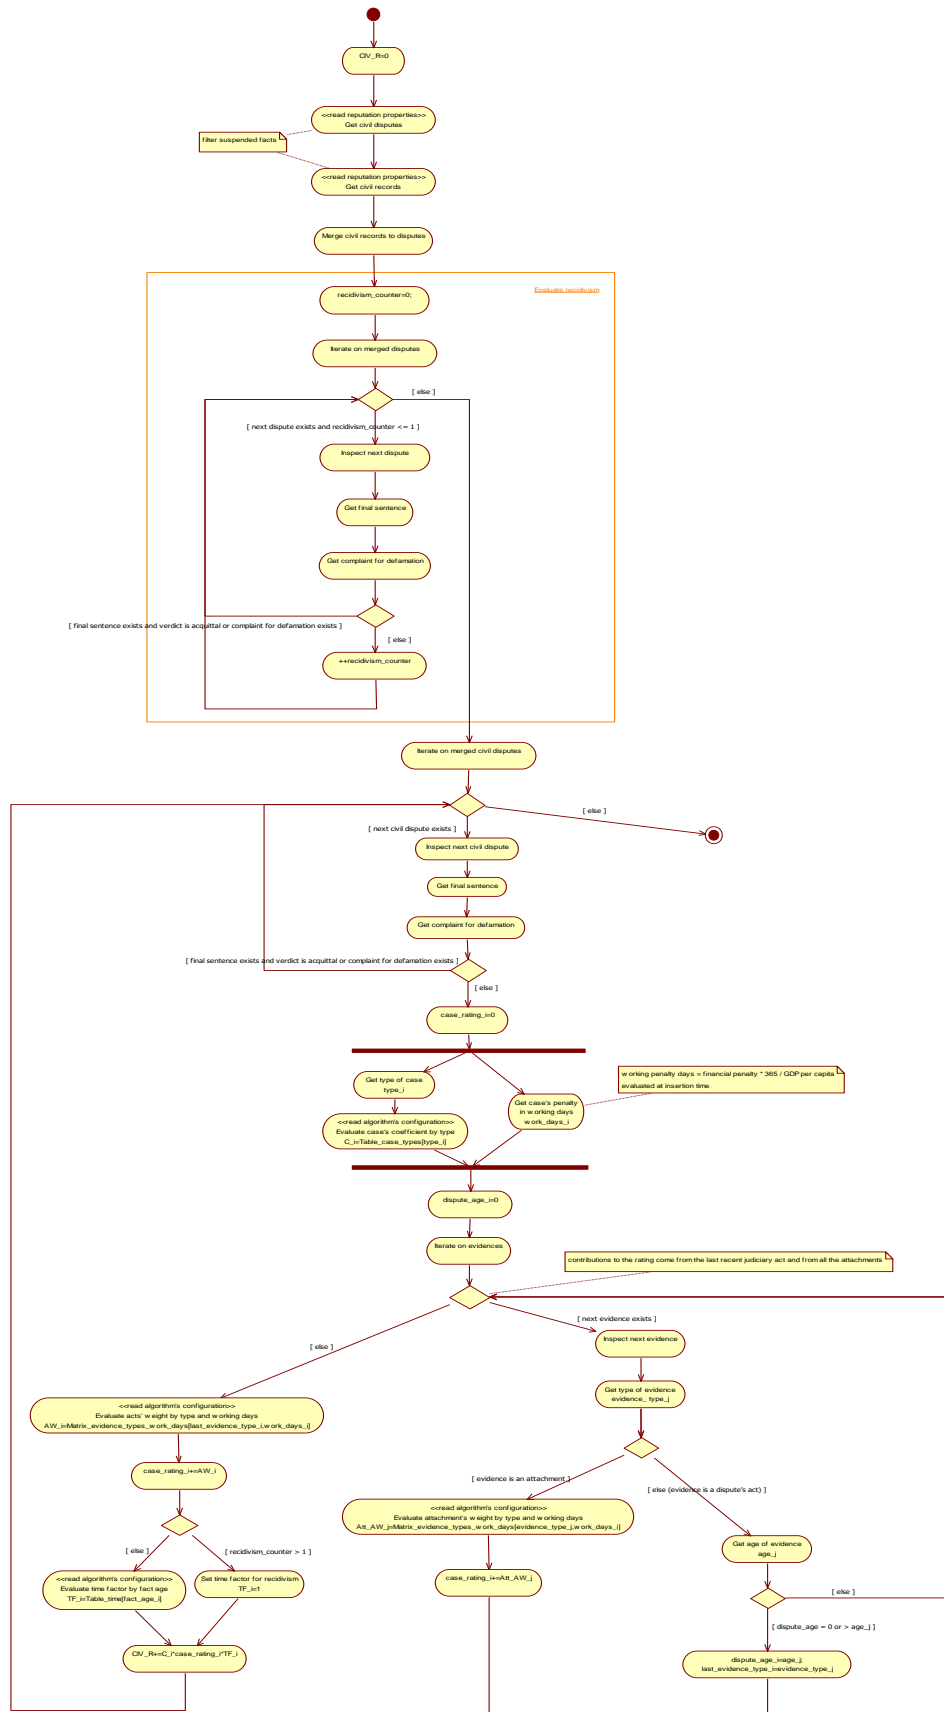 CIV_R=0
<<read reputation properties>>
Get civil disputes
filter suspended facts
<<read reputation properties>>
Get civil records
Merge civil records to disputes
Evaluate recidivism
recidivism_counter=0;
Iterate on merged disputes
[ else ]
[ next dispute exists and recidivism_counter <= 1 ]
Inspect next dispute
Get final sentence
Get complaint for defamation
[ final sentence exists and verdict is acquittal or complaint for defamation exists ]
[ else ]
++recidivism_counter
Iterate on merged civil disputes
[ else ]
[ next civil dispute exists ]
Inspect next civil dispute
Get final sentence
Get complaint for defamation
[ final sentence exists and verdict is acquittal or complaint for defamation exists ]
[ else ]
case_rating_i=0
Get type of case
type_i
working penalty days = financial penalty * 365 / GDP per capita
evaluated at insertion time
Get case's penalty
in working days
work_days_i
<<read algorithm's configuration>>
Evaluate case's coefficient by type
C_i=Table_case_types[type_i]
dispute_age_i=0
Iterate on evidences
contributions to the rating come from the last recent judiciary act and from all the attachments
[ next evidence exists ]
[ else ]
Inspect next evidence
Get type of evidence
evidence_ type_j
<<read algorithm's configuration>>
Evaluate acts' weight by type and working days
AW_i=Matrix_evidence_types_work_days[last_evidence_type_i,work_days_i]
case_rating_i+=AW_i
[ evidence is an attachment ]
[ else (evidence is a dispute's act) ]
<<read algorithm's configuration>>
Evaluate attachment's weight by type and working days
Att_AW_j=Matrix_evidence_types_work_days[evidence_type_j,work_days_i]
Get age of evidence
age_j
[ else ]
[ recidivism_counter > 1 ]
<<read algorithm's configuration>>
Evaluate time factor by fact age
TF_i=Table_time[fact_age_i]
Set time factor for recidivism
TF_i=1
case_rating_i+=Att_AW_j
[ else ]
[ dispute_age = 0 or > age_j ]
CIV_R+=C_i*case_rating_i*TF_i
dispute_age_i=age_j;
last_evidence_type_i=evidence_type_j